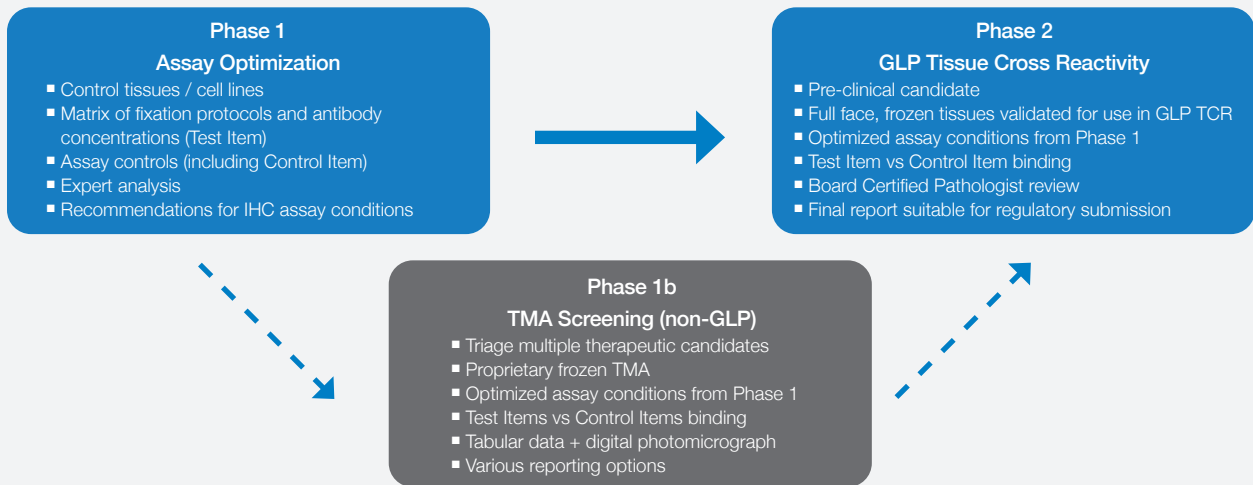 Phase 1
Assay Optimization
▪ Control tissues / cell lines
▪ Matrix of fixation protocols and antibody
concentrations (Test Item)
▪ Assay controls (including Control Item)
▪ Expert analysis
▪ Recommendations for IHC assay conditions
Phase 2
GLP Tissue Cross Reactivity
▪ Pre-clinical candidate
▪ Full face, frozen tissues validated for use in GLP TCR
▪ Optimized assay conditions from Phase 1
▪ Test Item vs Control Item binding
▪ Board Certified Pathologist review
▪ Final report suitable for regulatory submission
Phase 1b
TMA Screening (non-GLP)
▪ Triage multiple therapeutic candidates
▪ Proprietary frozen TMA
▪ Optimized assay conditions from Phase 1
▪ Test Items vs Control Items binding
▪ Tabular data + digital photomicrograph
▪ Various reporting options